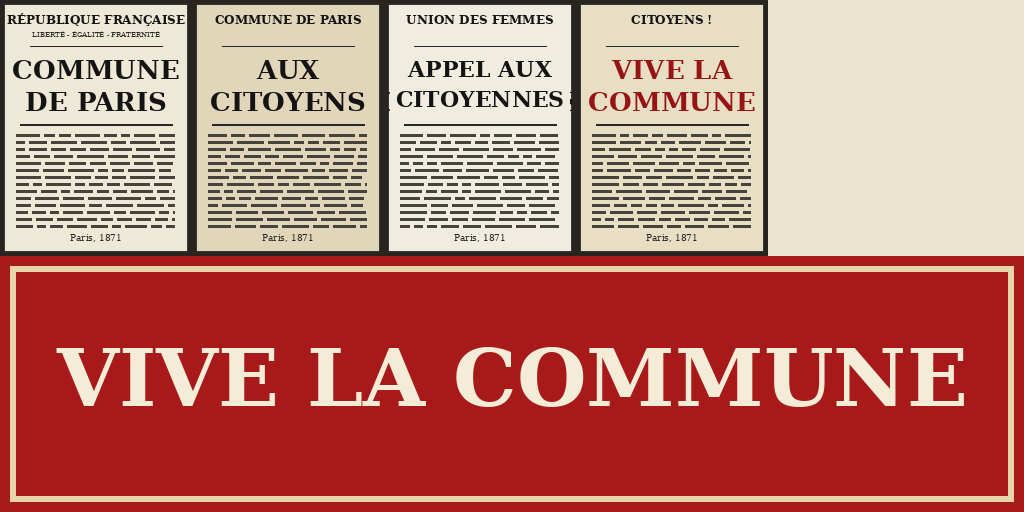 RÉPUBLIQUE FRANÇAISE
LIBERTÉ - ÉGALITÉ - FRATERNITÉ
COMMUNE
DE PARIS
Paris, 1871
COMMUNE DE PARIS
AUX
CITOYENS
Paris, 1871
UNION DES FEMMES
APPEL AUX
CITOYENNES
Paris, 1871
CITOYENS !
VIVE LA
COMMUNE
Paris, 1871
VIVE LA COMMUNE